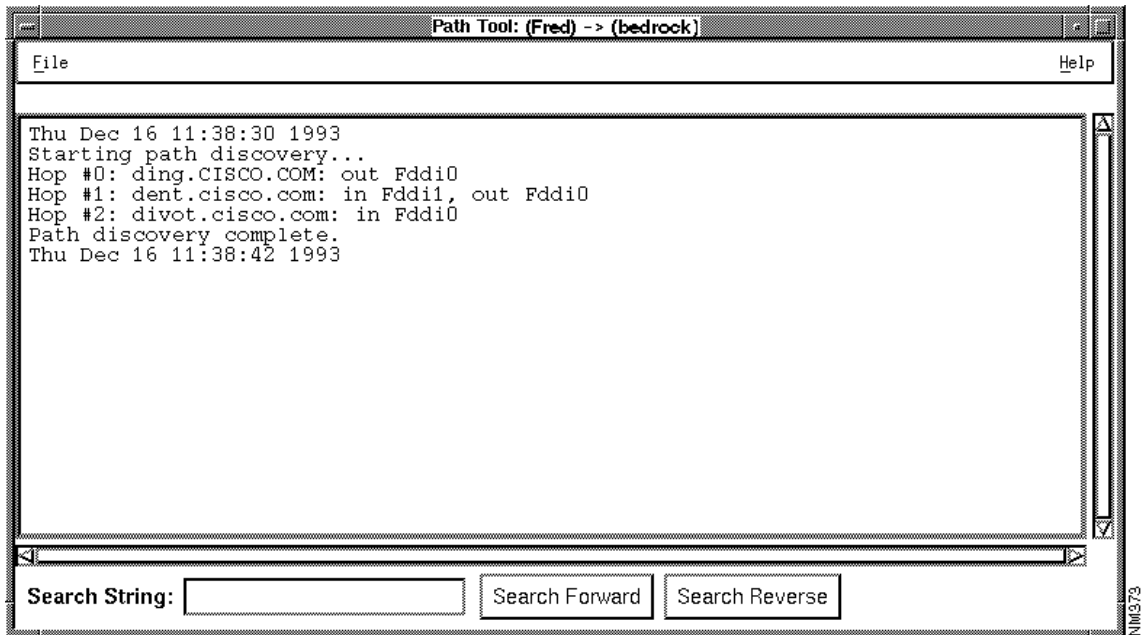 Path Tool: (Fred) -> (bedrock)
File Help
Thu Dec 16 11:38:30 1993
Starting path discovery...
Hop #0: ding.CISCO.COM: out Fddi0
Hop #1: dent.cisco.com: in Fddi1, out Fddi0
Hop #2: divot.cisco.com: in Fddi0
Path discovery complete.
Thu Dec 16 11:38:42 1993
Search String: Search Forward Search Reverse
NM373